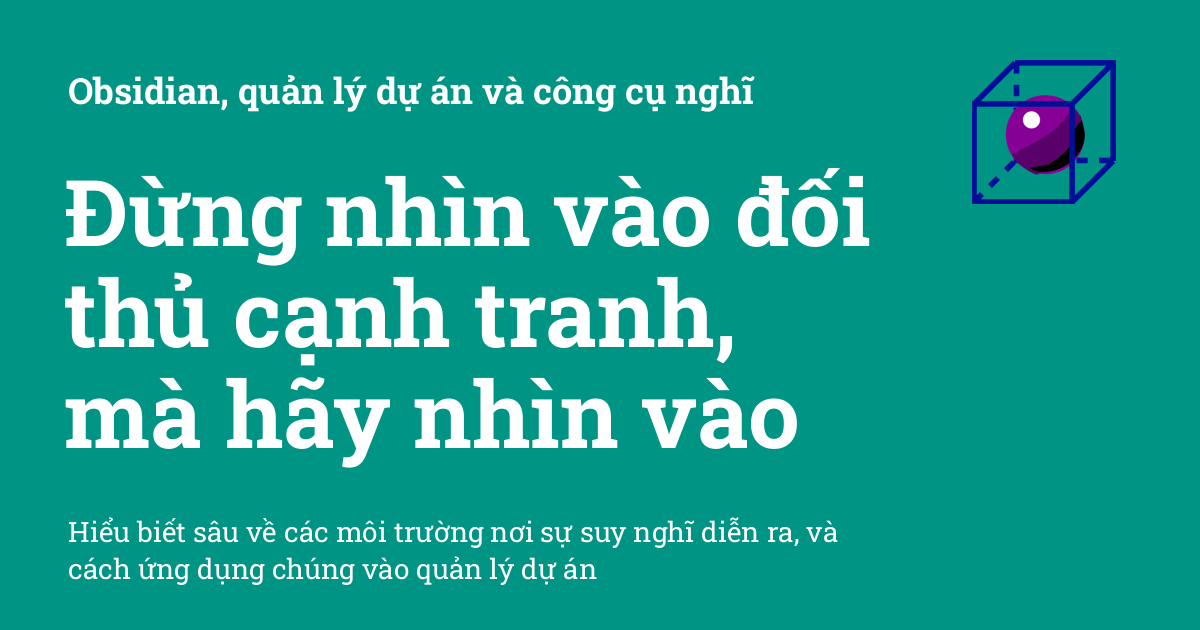 Obsidian, quản lý dự án và công cụ nghĩ
Đừng nhìn vào đối
thủ cạnh tranh,
mà hãy nhìn vào
Hiểu biết sâu về các môi trường nơi sự suy nghĩ diễn ra, và
cách ứng dụng chúng vào quản lý dự án